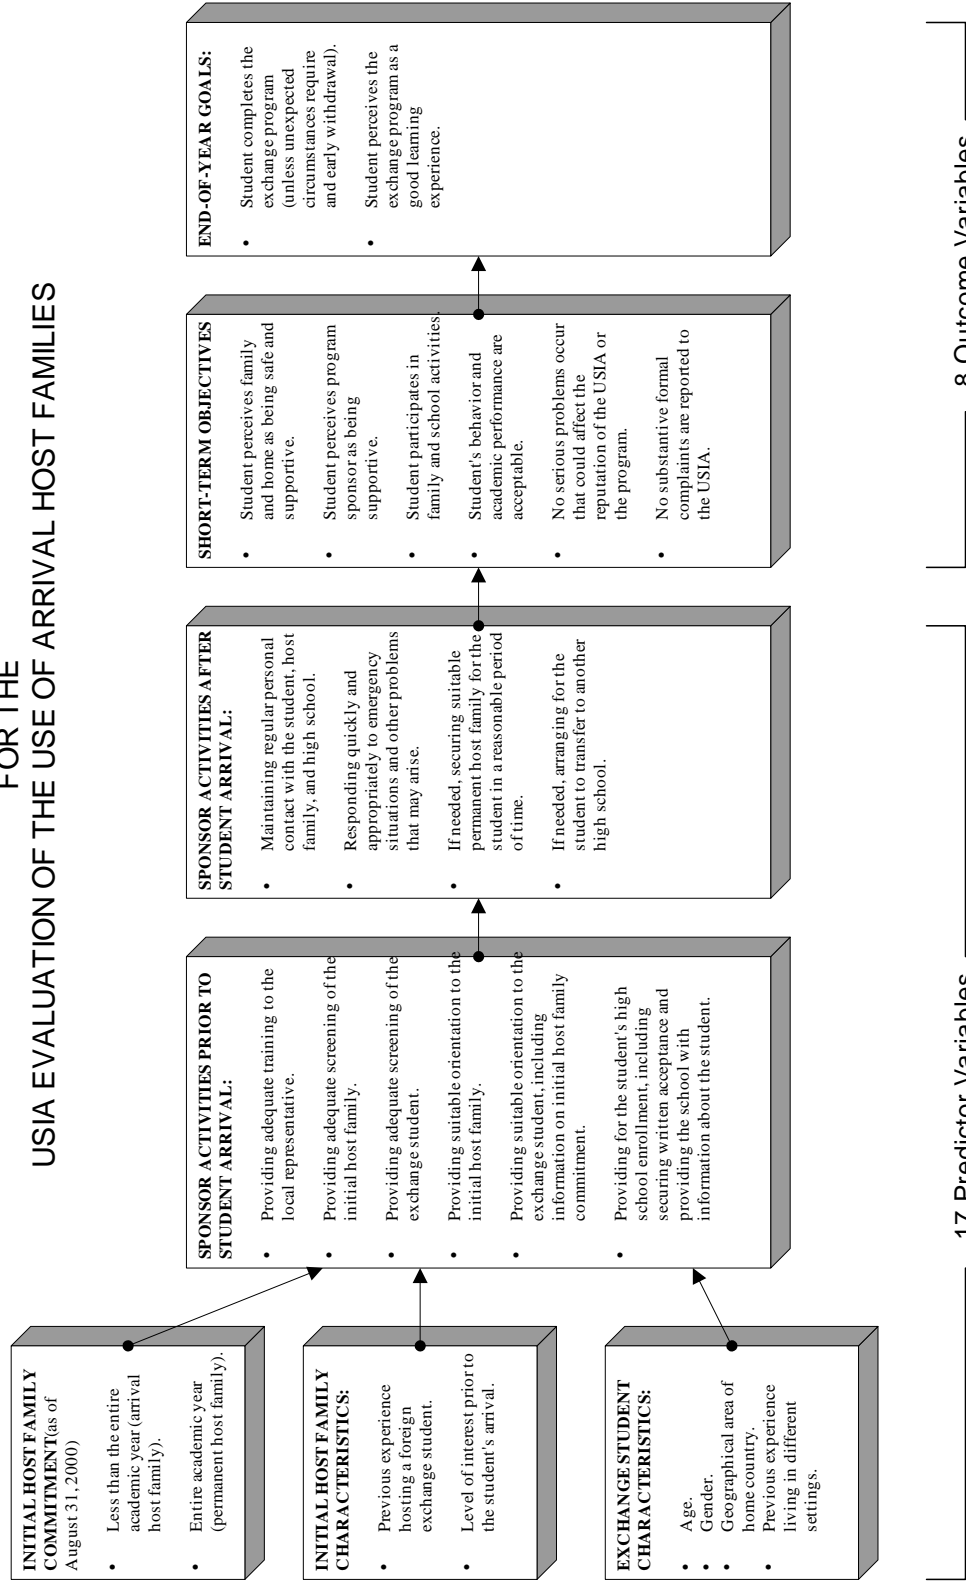 FOR THE
USIA EVALUATION OF THE USE OF ARRIVAL HOST FAMILIES
INITIAL HOST FAMILY
COMMITMENT(as of
August 31, 2000)
• Less than the entire
academic year (arrival
host family).
• Entire academic year
(permanent host family).
INITIAL HOST FAMILY
CHARACTERISTICS:
• Previous experience
hosting a foreign
exchange student.
• Level of interest prior to
the student's arrival.
EXCHANGE STUDENT
CHARACTERISTICS:
• Age.
• Gender.
• Geographical area of
home country.
• Previous experience
living in different
settings.
SPONSOR ACTIVITIES PRIOR TO
STUDENT ARRIVAL:
• Providing adequate training to the
local representative.
• Providing adequate screening of the
initial host family.
• Providing adequate screening of the
exchange student.
• Providing suitable orientation to the
initial host family.
• Providing suitable orientation to the
exchange student, including
information on initial host family
commitment.
• Providing for the student's high
school enrollment, including
securing written acceptance and
providing the school with
information about the student.
SPONSOR ACTIVITIES AFTER
STUDENT ARRIVAL:
• Maintaining regular personal
contact with the student, host
family, and high school.
• Responding quickly and
appropriately to emergency
situations and other problems
that may arise.
• If needed, securing suitable
permanent host family for the
student in a reasonable period
of time.
• If needed, arranging for the
student to transfer to another
high school.
SHORT-TERM OBJECTIVES
• Student perceives family
and home as being safe and
supportive.
• Student perceives program
sponsor as being
supportive.
• Student participates in
family and school activities.
• Student's behavior and
academic performance are
acceptable.
• No serious problems occur
that could affect the
reputation of the USIA or
the program.
• No substantive formal
complaints are reported to
the USIA.
END-OF-YEAR GOALS:
• Student completes the
exchange program
(unless unexpected
circumstances require
and early withdrawal).
• Student perceives the
exchange program as a
good learning
experience.
17 Predictor Variables
8 Outcome Variables